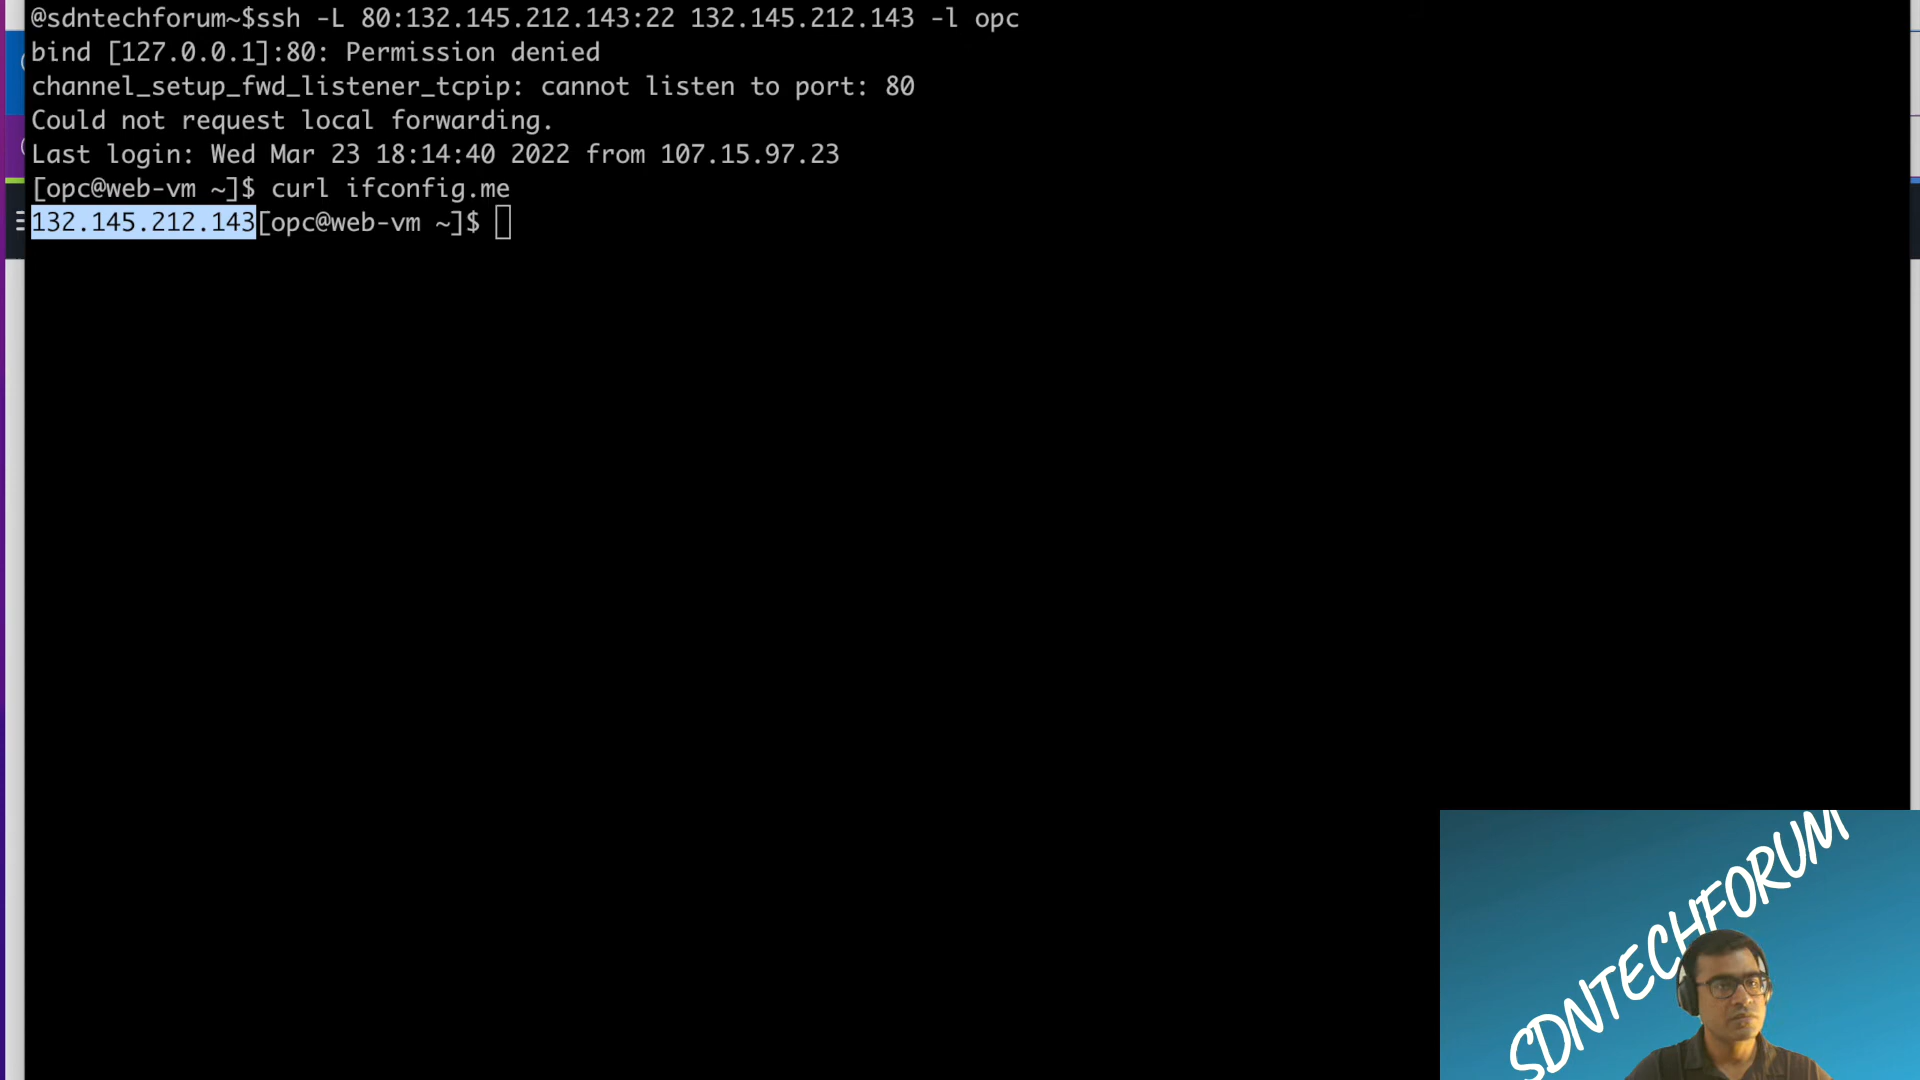 @sdntechforum~$ssh -L 80:132.145.212.143:22 132.145.212.143 -l opc
bind [127.0.0.1]:80: Permission denied
channel_setup_fwd_listener_tcpip: cannot listen to port: 80
Could not request local forwarding.
Last login: Wed Mar 23 18:14:40 2022 from 107.15.97.23
[opc@web-vm ~]$ curl ifconfig.me
132.145.212.143[opc@web-vm ~]$
SDNTECHFORUM